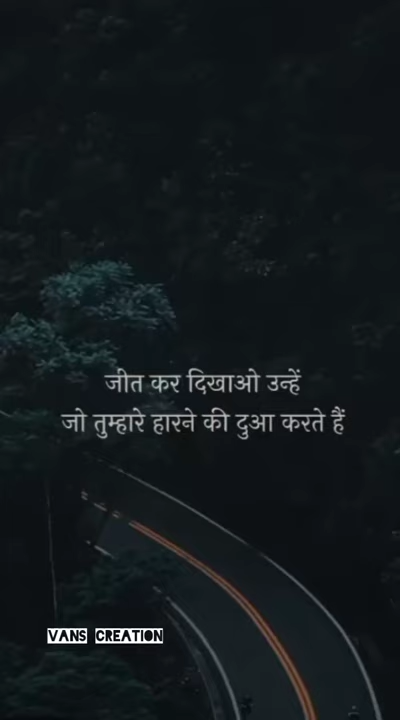 जीत कर दिखाओ उन्हें
जो तुम्हारे हारने की दुआ करते हैं
VANS CREATION